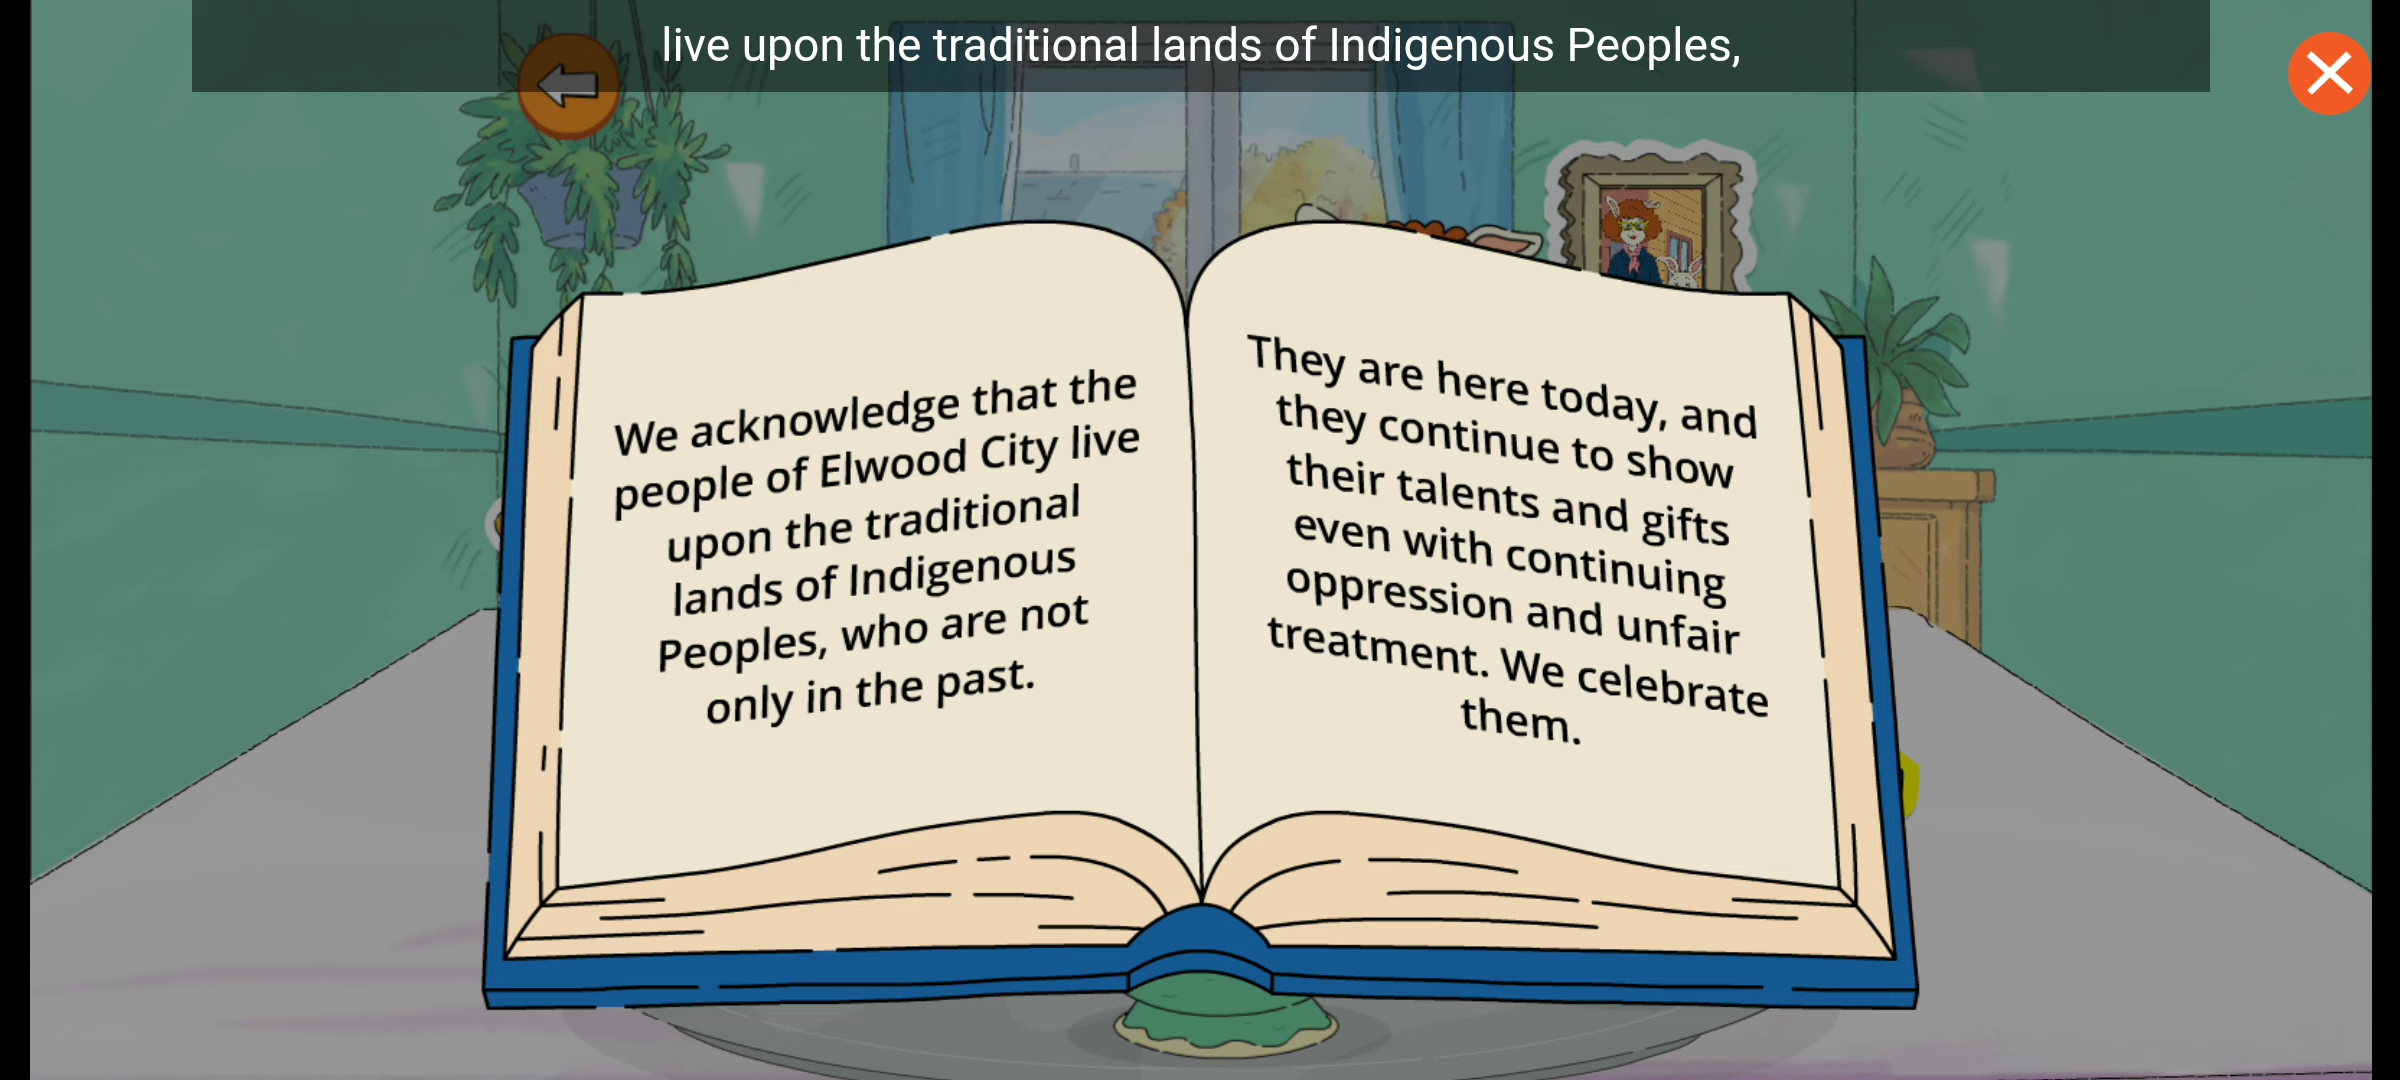 live upon the traditional lands of Indigenous Peoples,
We acknowledge that the
people of Elwood City live
upon the traditional
lands of Indigenous
Peoples, who are not
only in the past.
They are here today, and
they continue to show
their talents and gifts
even with continuing
oppression and unfair
treatment. We celebrate
them.